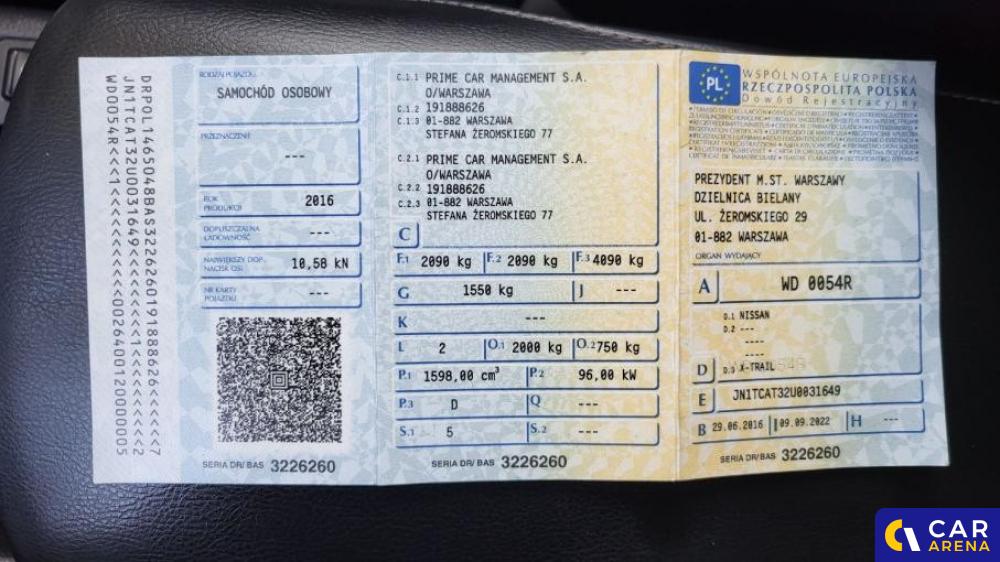 DRPOL146504BBAS322626019188862б<<<<<<<7
JN1TCAT32U0031649<<<<<<<<<<<1<<<<<<<<<2
WD0054R<<<<1<<<<<<<<<<<<0026400120000005
RODZAJ POJAZDU
SAMOCHÓD OSOBOWY
PRZEZNACZENIE
---
ROK PRODUKCJI
2016
DOPUSZCZALNA ŁADOWNOŚĆ
---
NAJWIĘKSZY DOP. NACISK OSI
10,58 kN
NR KARTY POJAZDU
---
SERIA DR/BAS 3226260
C.1.1 PRIME CAR MANAGEMENT S.A.
O/WARSZAWA
C.1.2 191888626
C.1.3 01-882 WARSZAWA
STEFANA ŻEROMSKIEGO 77
C.2.1 PRIME CAR MANAGEMENT S.A.
O/WARSZAWA
C.2.2 191888626
C.2.3 01-882 WARSZAWA
STEFANA ŻEROMSKIEGO 77
C
F.1 2090 kg F.2 2090 kg F.3 4090 kg
G 1550 kg J ---
K ---
L 2 O.1 2000 kg O.2 750 kg
P.1 1598,00 cm³ P.2 96,00 kW
P.3 D Q ---
S.1 5 S.2 ---
SERIA DR/BAS 3226260
PL
WSPÓLNOTA EUROPEJSKA
RZECZPOSPOLITA POLSKA
Dowód Rejestracyjny
PREZYDENT M.ST. WARSZAWY
DZIELNICA BIELANY
UL. ŻEROMSKIEGO 29
01-882 WARSZAWA
ORGAN WYDAJĄCY
A WD 0054R
D.1 NISSAN
D.2 ---
----
----
D D.3 X-TRAIL
E JN1TCAT32U0031649
B 29.06.2016 I 09.09.2022 H ---
SERIA DR/BAS 3226260
CAR
ARENA